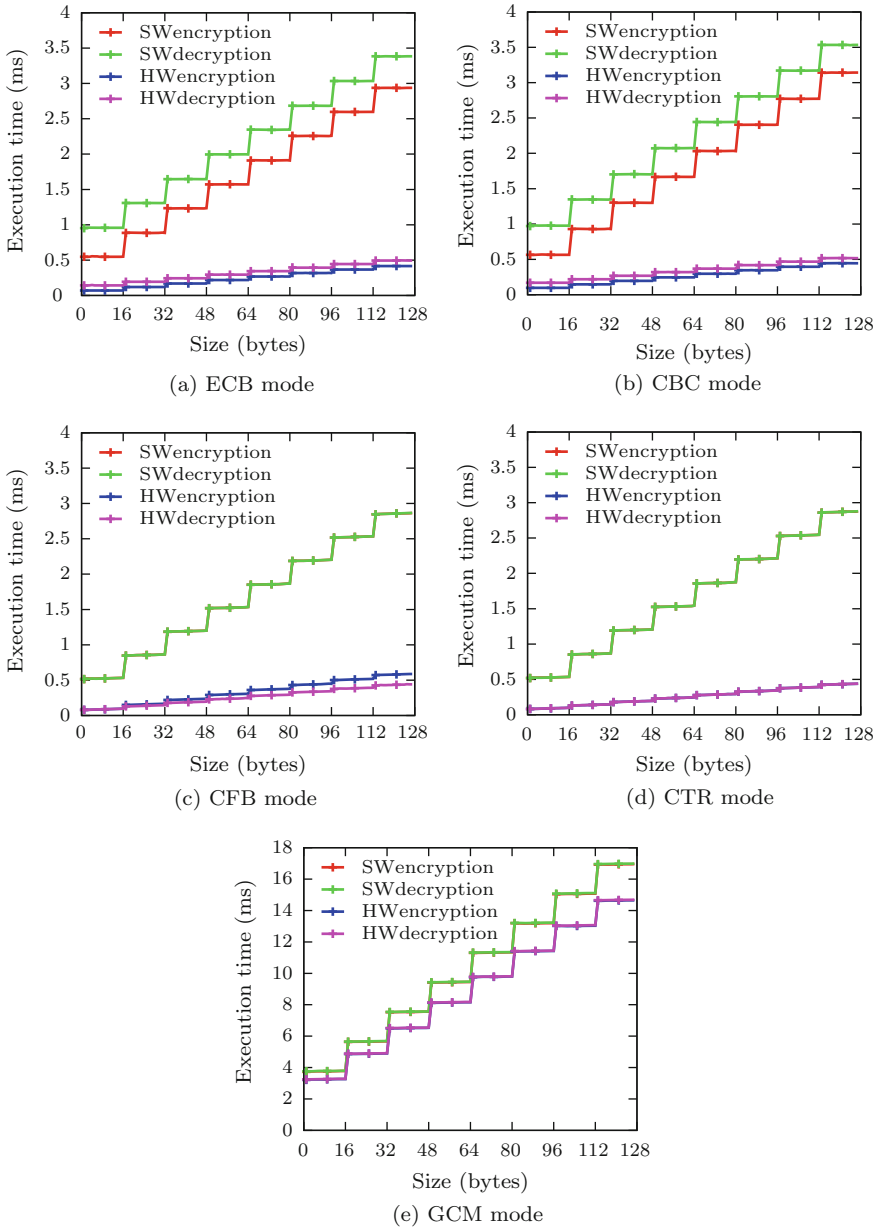 4
3.5
3
2.5
2
1.5
1
0.5
0
Execution time (ms)
SWencryption
SWdecryption
HWencryption
HWdecryption
0 16 32 48 64 80 96 112 128
Size (bytes)
(a) ECB mode
4
3.5
3
2.5
2
1.5
1
0.5
0
Execution time (ms)
SWencryption
SWdecryption
HWencryption
HWdecryption
0 16 32 48 64 80 96 112 128
Size (bytes)
(b) CBC mode
4
3.5
3
2.5
2
1.5
1
0.5
0
Execution time (ms)
SWencryption
SWdecryption
HWencryption
HWdecryption
0 16 32 48 64 80 96 112 128
Size (bytes)
(c) CFB mode
4
3.5
3
2.5
2
1.5
1
0.5
0
Execution time (ms)
SWencryption
SWdecryption
HWencryption
HWdecryption
0 16 32 48 64 80 96 112 128
Size (bytes)
(d) CTR mode
18
16
14
12
10
8
6
4
2
0
Execution time (ms)
SWencryption
SWdecryption
HWencryption
HWdecryption
0 16 32 48 64 80 96 112 128
Size (bytes)
(e) GCM mode